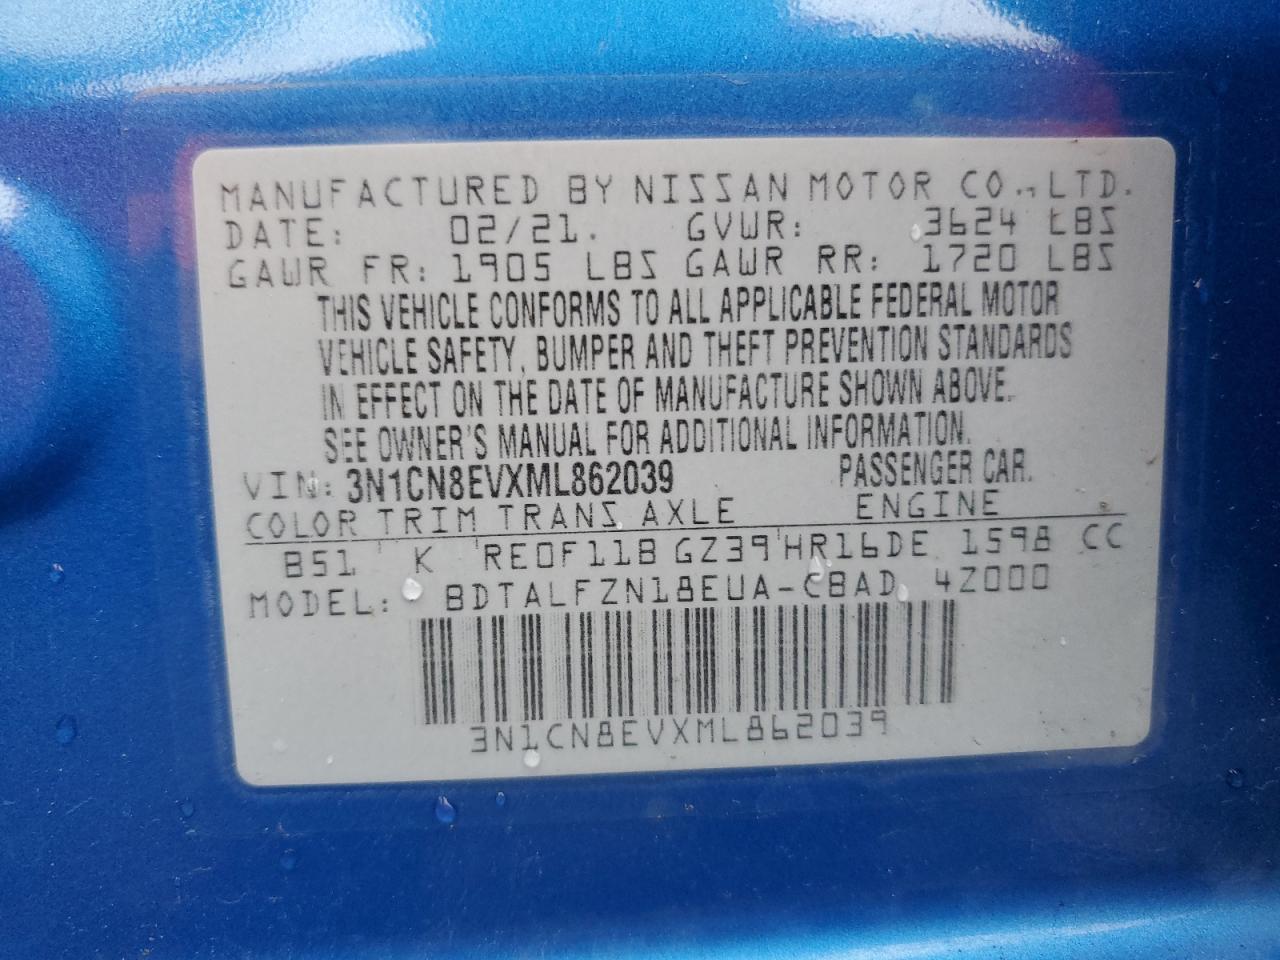 MANUFACTURED BY NISSAN MOTOR CO., LTD.
DATE: 02/21. GVWR: 3624 LBS
GAWR FR: 1905 LBS GAWR RR: 1720 LBS
THIS VEHICLE CONFORMS TO ALL APPLICABLE FEDERAL MOTOR
VEHICLE SAFETY, BUMPER AND THEFT PREVENTION STANDARDS
IN EFFECT ON THE DATE OF MANUFACTURE SHOWN ABOVE.
SEE OWNER'S MANUAL FOR ADDITIONAL INFORMATION.
VIN: 3N1CN8EVXML862039 PASSENGER CAR.
COLOR TRIM TRANS AXLE ENGINE
B51 K RE0F11B GZ39 HR16DE 1598 CC
MODEL: BDTALFZN18EUA-CBAD 4Z000
3N1CN8EVXML862039